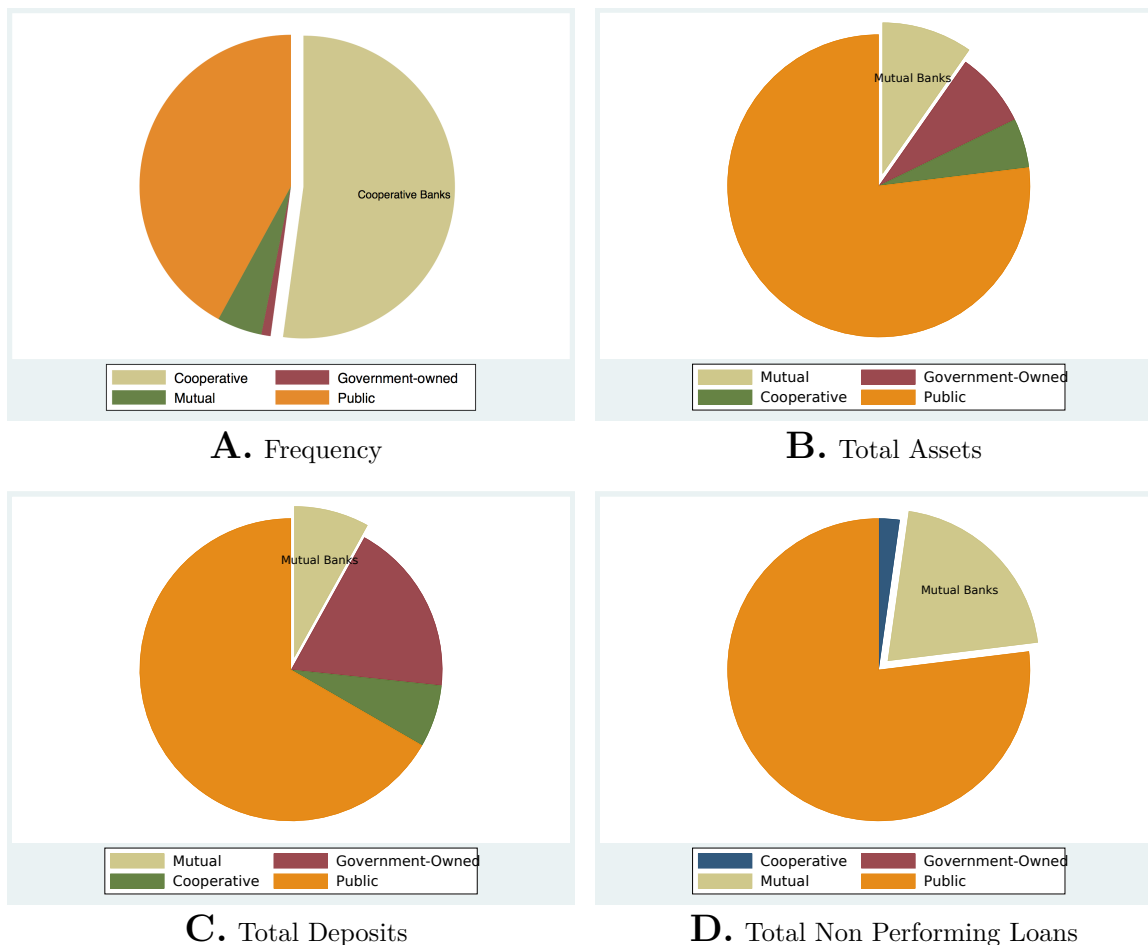 Cooperative Banks
Cooperative Government-owned
Mutual Public
A. Frequency
Mutual Banks
Mutual Government-Owned
Cooperative Public
B. Total Assets
Mutual Banks
Mutual Government-Owned
Cooperative Public
C. Total Deposits
Mutual Banks
Cooperative Government-Owned
Mutual Public
D. Total Non Performing Loans